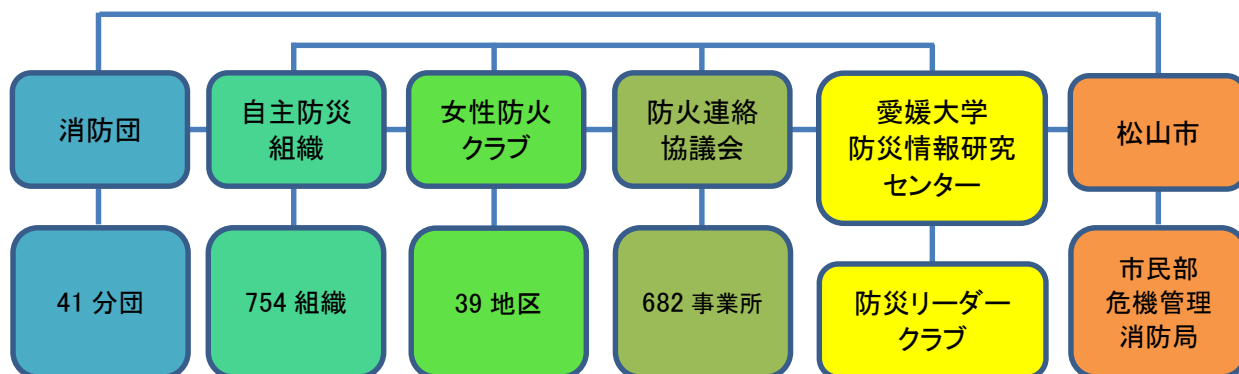 消防団
自主防災
組織
女性防火
クラブ
防火連絡
協議会
愛媛大学
防災情報研究
センター
松山市
41 分団
754 組織
39 地区
682 事業所
防災リーダー
クラブ
市民部
危機管理
消防局